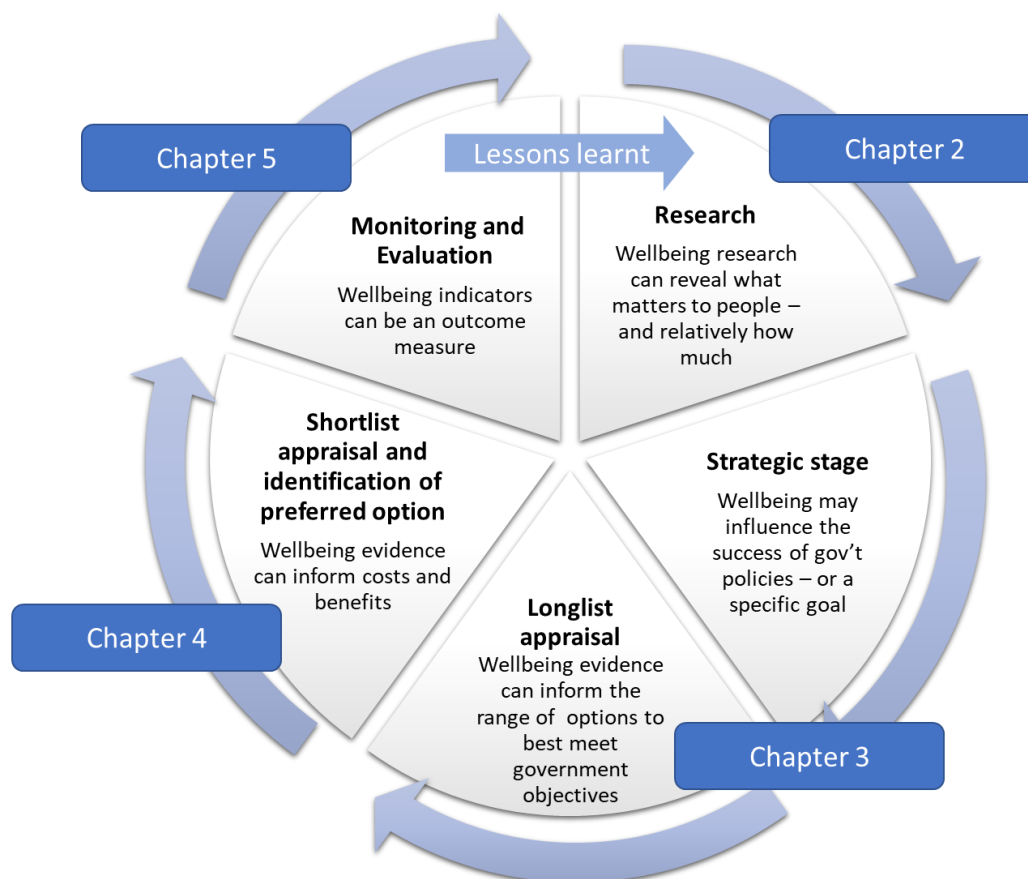 Chapter 5
Lessons learnt
Chapter 2
Monitoring and
Evaluation
Wellbeing indicators
can be an outcome
measure
Research
Wellbeing research
can reveal what
matters to people –
and relatively how
much
Strategic stage
Wellbeing may
influence the
success of gov’t
policies – or a
specific goal
Chapter 3
Longlist
appraisal
Wellbeing evidence
can inform the
range of options to
best meet
government
objectives
Shortlist
appraisal and
identification of
preferred option
Wellbeing evidence
can inform costs and
benefits
Chapter 4